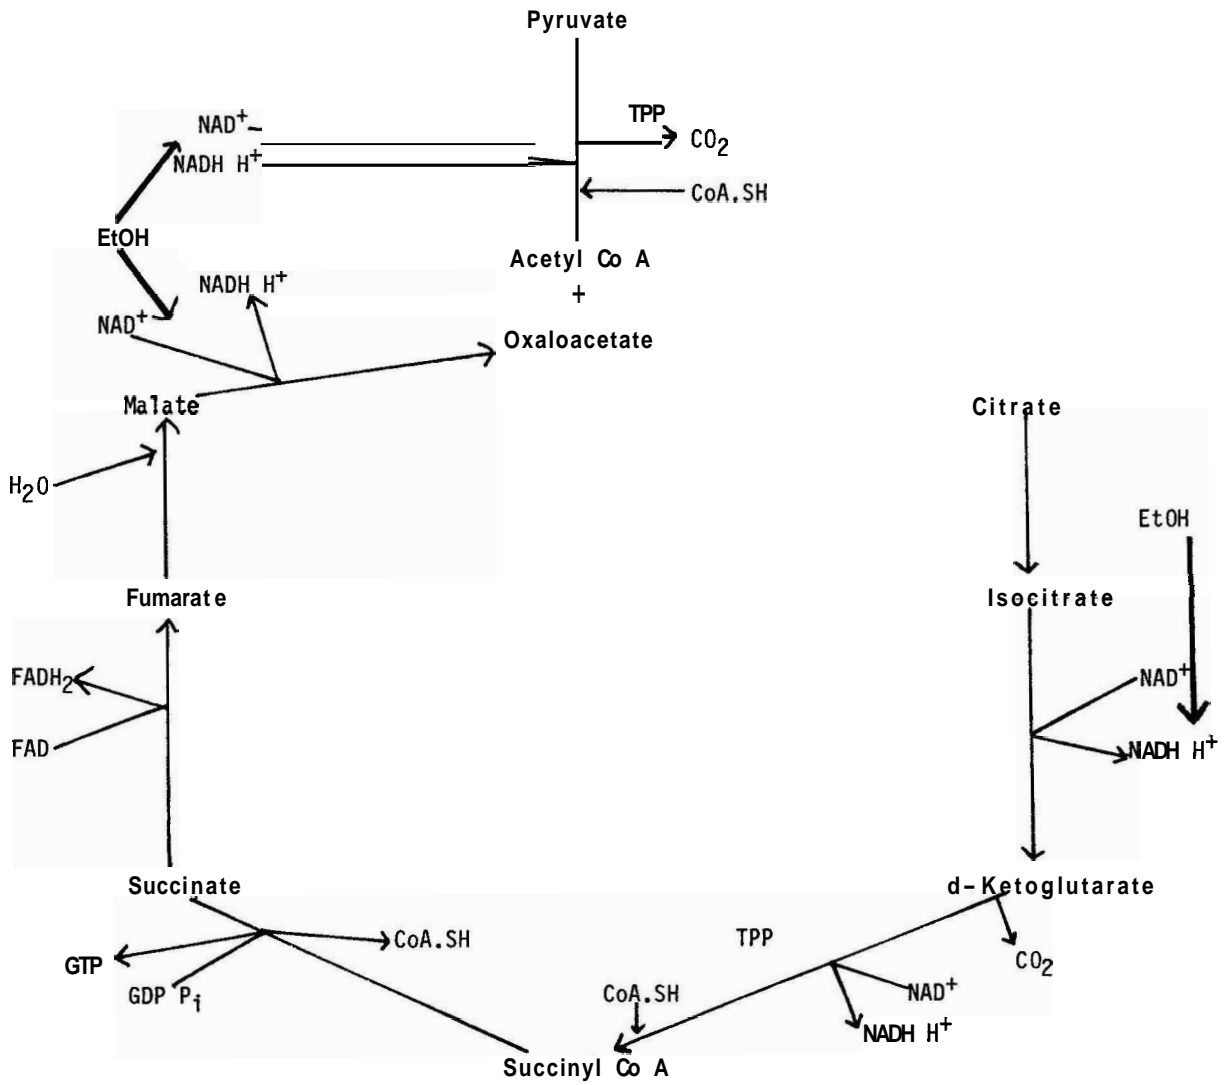 Pyruvate
NAD⁺
TPP
CO₂
NADH H⁺
CoA.SH
EtOH
Acetyl Co A
+
NADH H⁺
NAD⁺
Oxaloacetate
Malate
Citrate
H₂O
EtOH
Fumarate
Isocitrate
FADH₂
NAD⁺
FAD
NADH H⁺
Succinate
d-Ketoglutarate
CoA.SH
TPP
GTP
CO₂
GDP Pi
CoA.SH
NAD⁺
NADH H⁺
Succinyl Co A